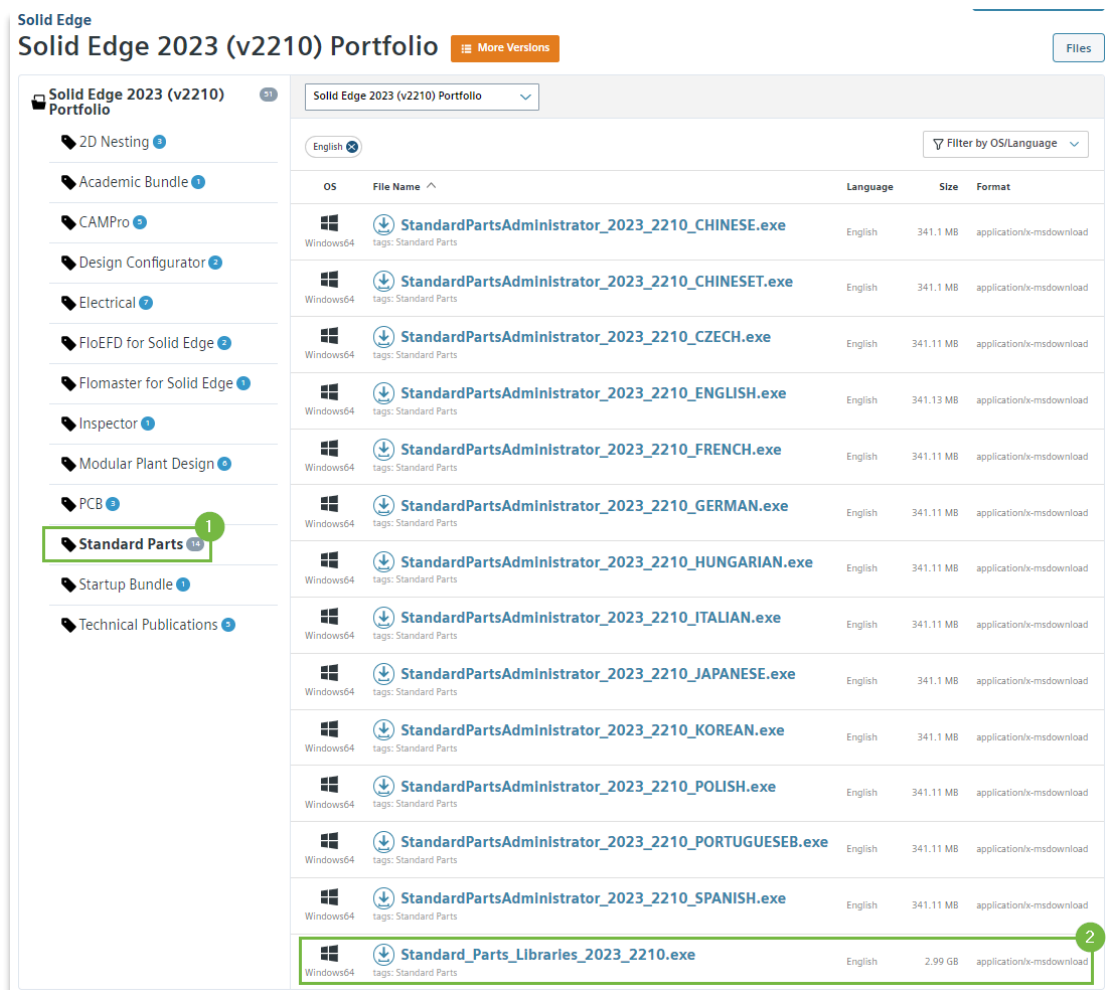 Solid Edge
Solid Edge 2023 (v2210) Portfolio
More Versions
Files
Solid Edge 2023 (v2210) Portfolio 51
2D Nesting 3
Academic Bundle 1
CAMPro 5
Design Configurator 2
Electrical 7
FloEFD for Solid Edge 2
Flomaster for Solid Edge 1
Inspector 1
Modular Plant Design 6
PCB 3
1
Standard Parts 14
Startup Bundle 1
Technical Publications 5
Solid Edge 2023 (v2210) Portfolio
English
Filter by OS/Language
OS File Name Language Size Format
StandardPartsAdministrator_2023_2210_CHINESE.exe
Windows64 tags: Standard Parts English 341.1 MB application/x-msdownload
StandardPartsAdministrator_2023_2210_CHINESET.exe
Windows64 tags: Standard Parts English 341.1 MB application/x-msdownload
StandardPartsAdministrator_2023_2210_CZECH.exe
Windows64 tags: Standard Parts English 341.11 MB application/x-msdownload
StandardPartsAdministrator_2023_2210_ENGLISH.exe
Windows64 tags: Standard Parts English 341.13 MB application/x-msdownload
StandardPartsAdministrator_2023_2210_FRENCH.exe
Windows64 tags: Standard Parts English 341.11 MB application/x-msdownload
StandardPartsAdministrator_2023_2210_GERMAN.exe
Windows64 tags: Standard Parts English 341.11 MB application/x-msdownload
StandardPartsAdministrator_2023_2210_HUNGARIAN.exe
Windows64 tags: Standard Parts English 341.11 MB application/x-msdownload
StandardPartsAdministrator_2023_2210_ITALIAN.exe
Windows64 tags: Standard Parts English 341.11 MB application/x-msdownload
StandardPartsAdministrator_2023_2210_JAPANESE.exe
Windows64 tags: Standard Parts English 341.1 MB application/x-msdownload
StandardPartsAdministrator_2023_2210_KOREAN.exe
Windows64 tags: Standard Parts English 341.1 MB application/x-msdownload
StandardPartsAdministrator_2023_2210_POLISH.exe
Windows64 tags: Standard Parts English 341.11 MB application/x-msdownload
StandardPartsAdministrator_2023_2210_PORTUGUESEB.exe
Windows64 tags: Standard Parts English 341.11 MB application/x-msdownload
StandardPartsAdministrator_2023_2210_SPANISH.exe
Windows64 tags: Standard Parts English 341.11 MB application/x-msdownload
2
Standard_Parts_Libraries_2023_2210.exe
Windows64 tags: Standard Parts English 2.99 GB application/x-msdownload